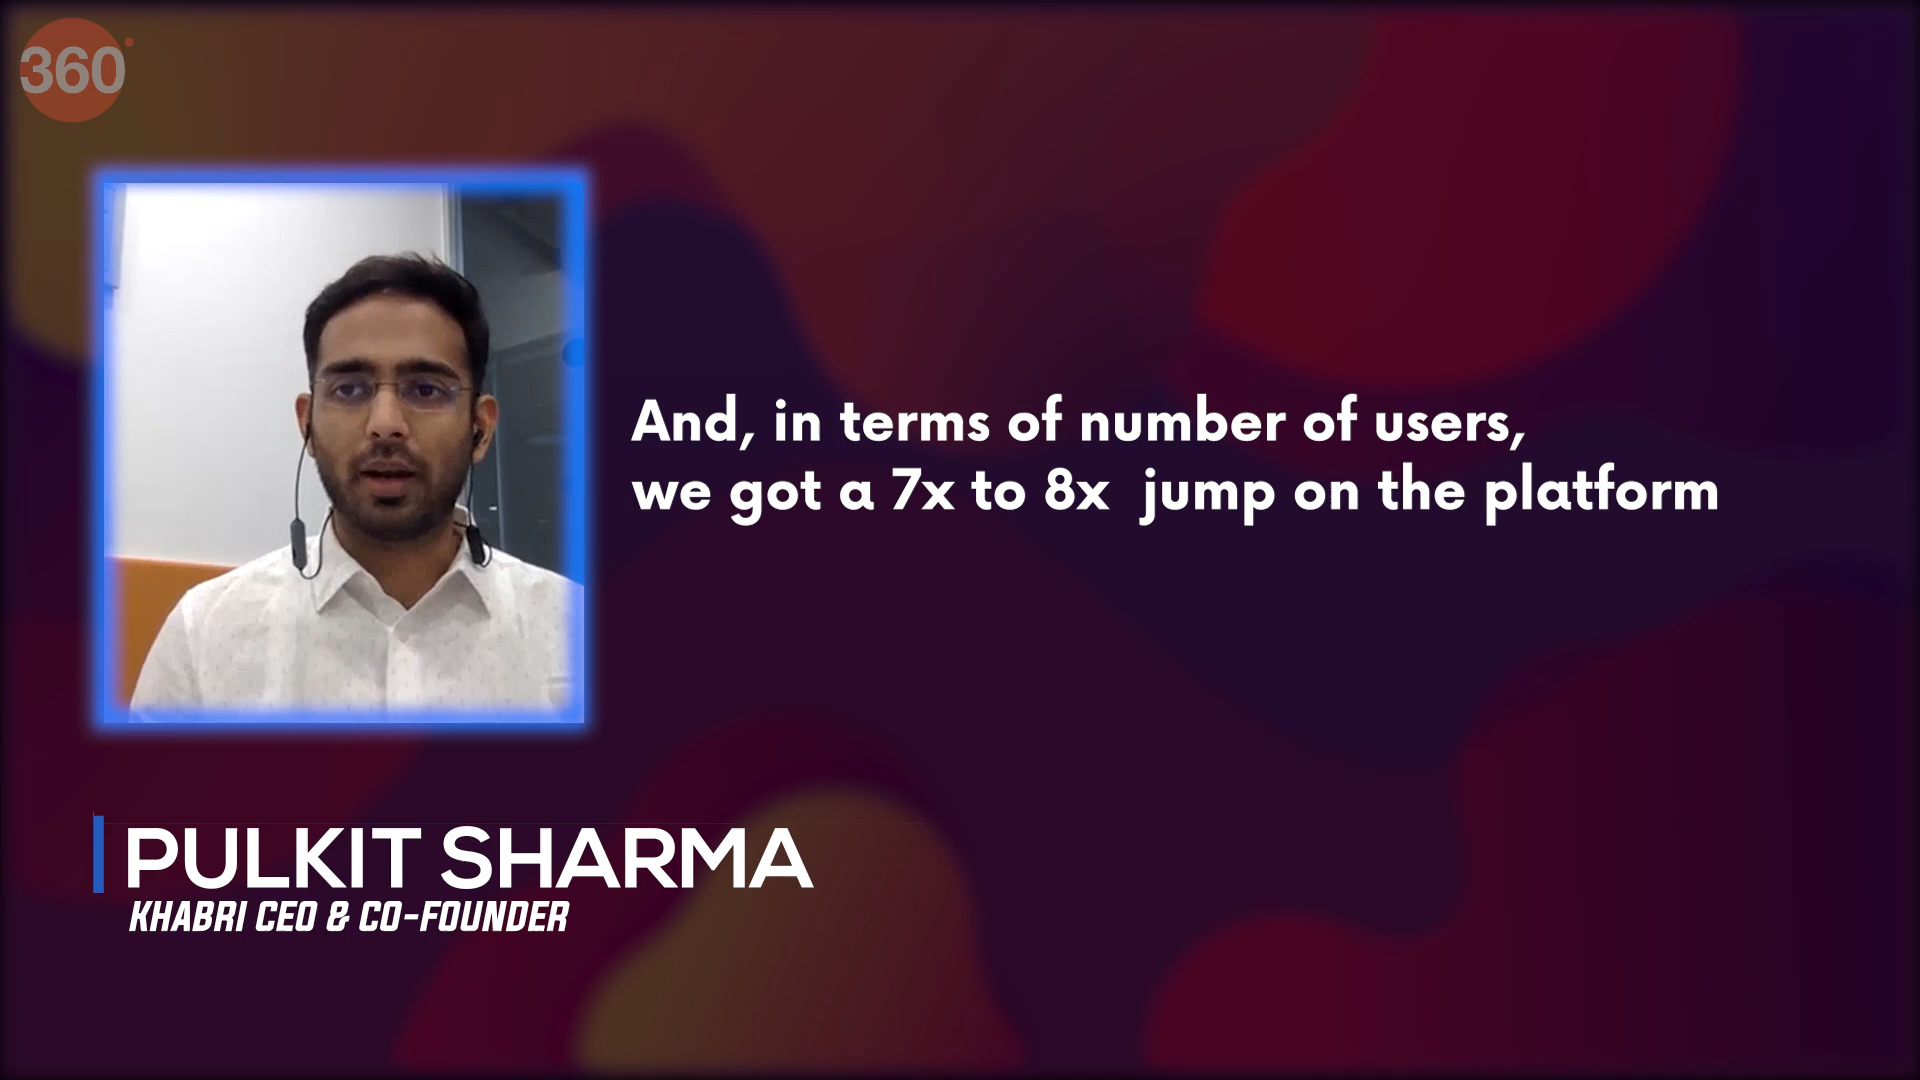 360
And, in terms of number of users,
we got a 7x to 8x jump on the platform
PULKIT SHARMA
KHABRI CEO & CO-FOUNDER